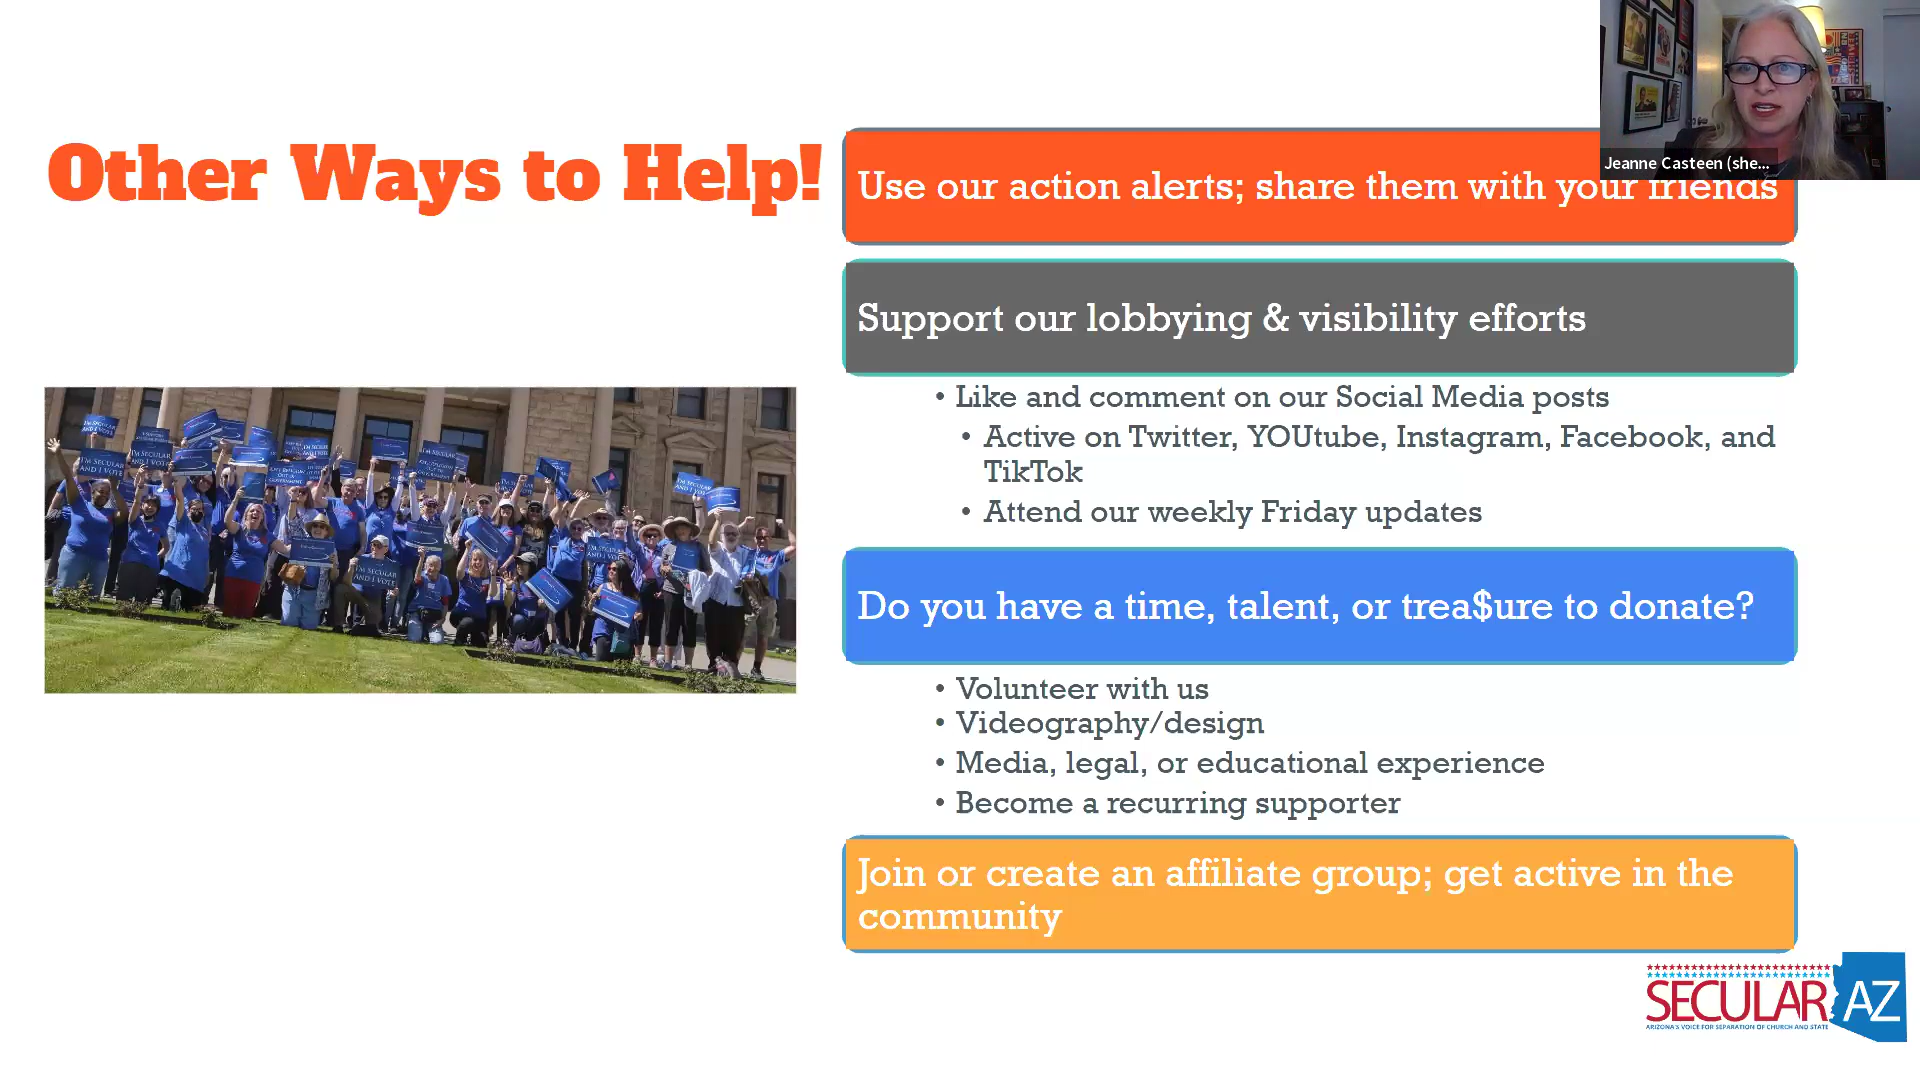 Other Ways to Help!
Jeanne Casteen (she...
Use our action alerts; share them with your friends
Support our lobbying & visibility efforts
• Like and comment on our Social Media posts
• Active on Twitter, YOUtube, Instagram, Facebook, and
TikTok
• Attend our weekly Friday updates
Do you have a time, talent, or trea$ure to donate?
• Volunteer with us
• Videography/design
• Media, legal, or educational experience
• Become a recurring supporter
Join or create an affiliate group; get active in the
community
I'M SECULAR
AND I VOTE
SECULAR AZ
ARIZONA'S VOICE FOR SEPARATION OF CHURCH AND STATE